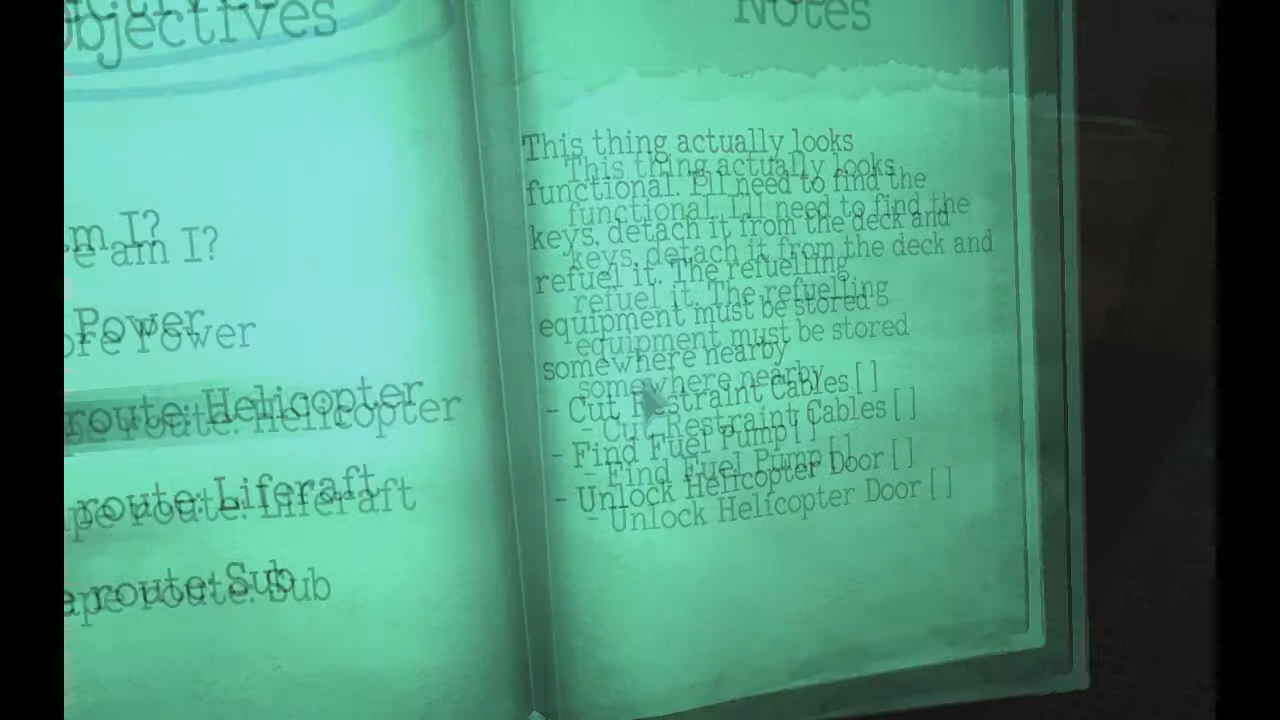 Objectives
am I?
Power
route: Helicopter
route: Liferaft
route: Sub
Notes
This thing actually looks
functional. I'll need to find the
keys, detach it from the deck and
refuel it. The refuelling
equipment must be stored
somewhere nearby
- Cut Restraint Cables [ ]
- Find Fuel Pump [ ]
- Unlock Helicopter Door [ ]